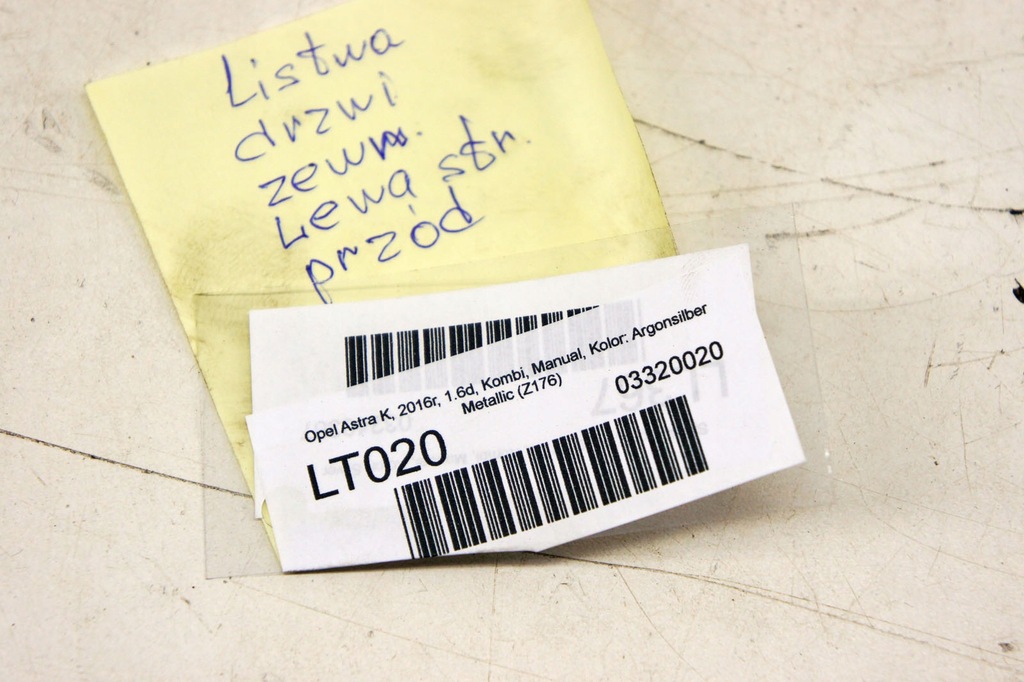 Listwa
drzwi
zewn.
Lewa str.
przód
Opel Astra K, 2016r, 1.6d, Kombi, Manual, Kolor: Argonsilber
Metallic (Z176)
03320020
LT020